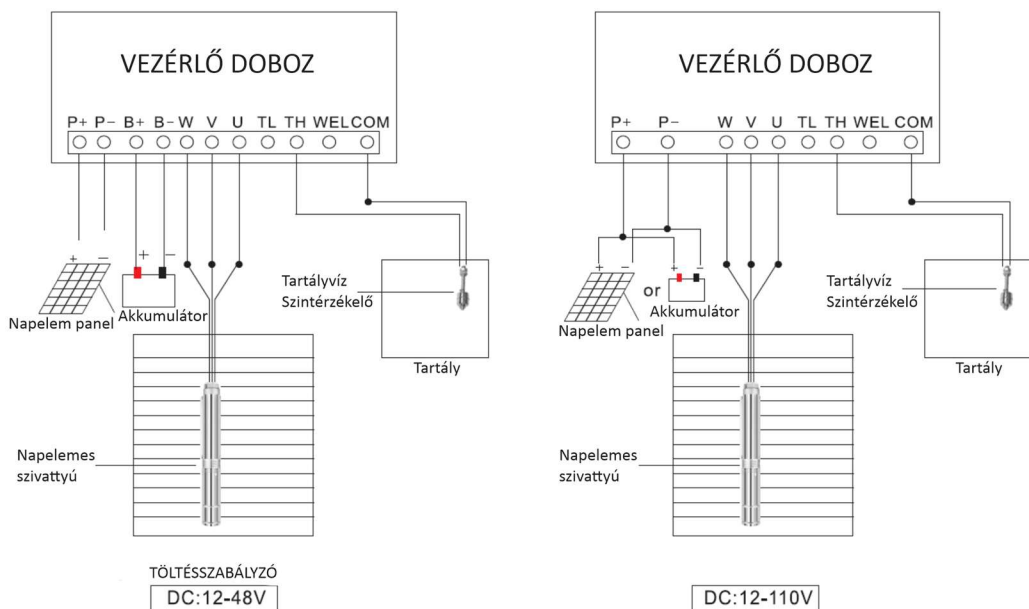 VEZÉRLŐ DOBOZ
P+ P- B+ B- W V U TL TH WEL COM
+ -
+ -
Napelem panel
Akkumulátor
Tartályvíz
Szintérzékelő
Tartály
Napelemes
szivattyú
TÖLTÉSSZABÁLYZÓ
DC:12-48V
VEZÉRLŐ DOBOZ
P+ P- W V U TL TH WEL COM
+ -
+ -
or
Napelem panel
Akkumulátor
Tartályvíz
Szintérzékelő
Tartály
Napelemes
szivattyú
DC:12-110V